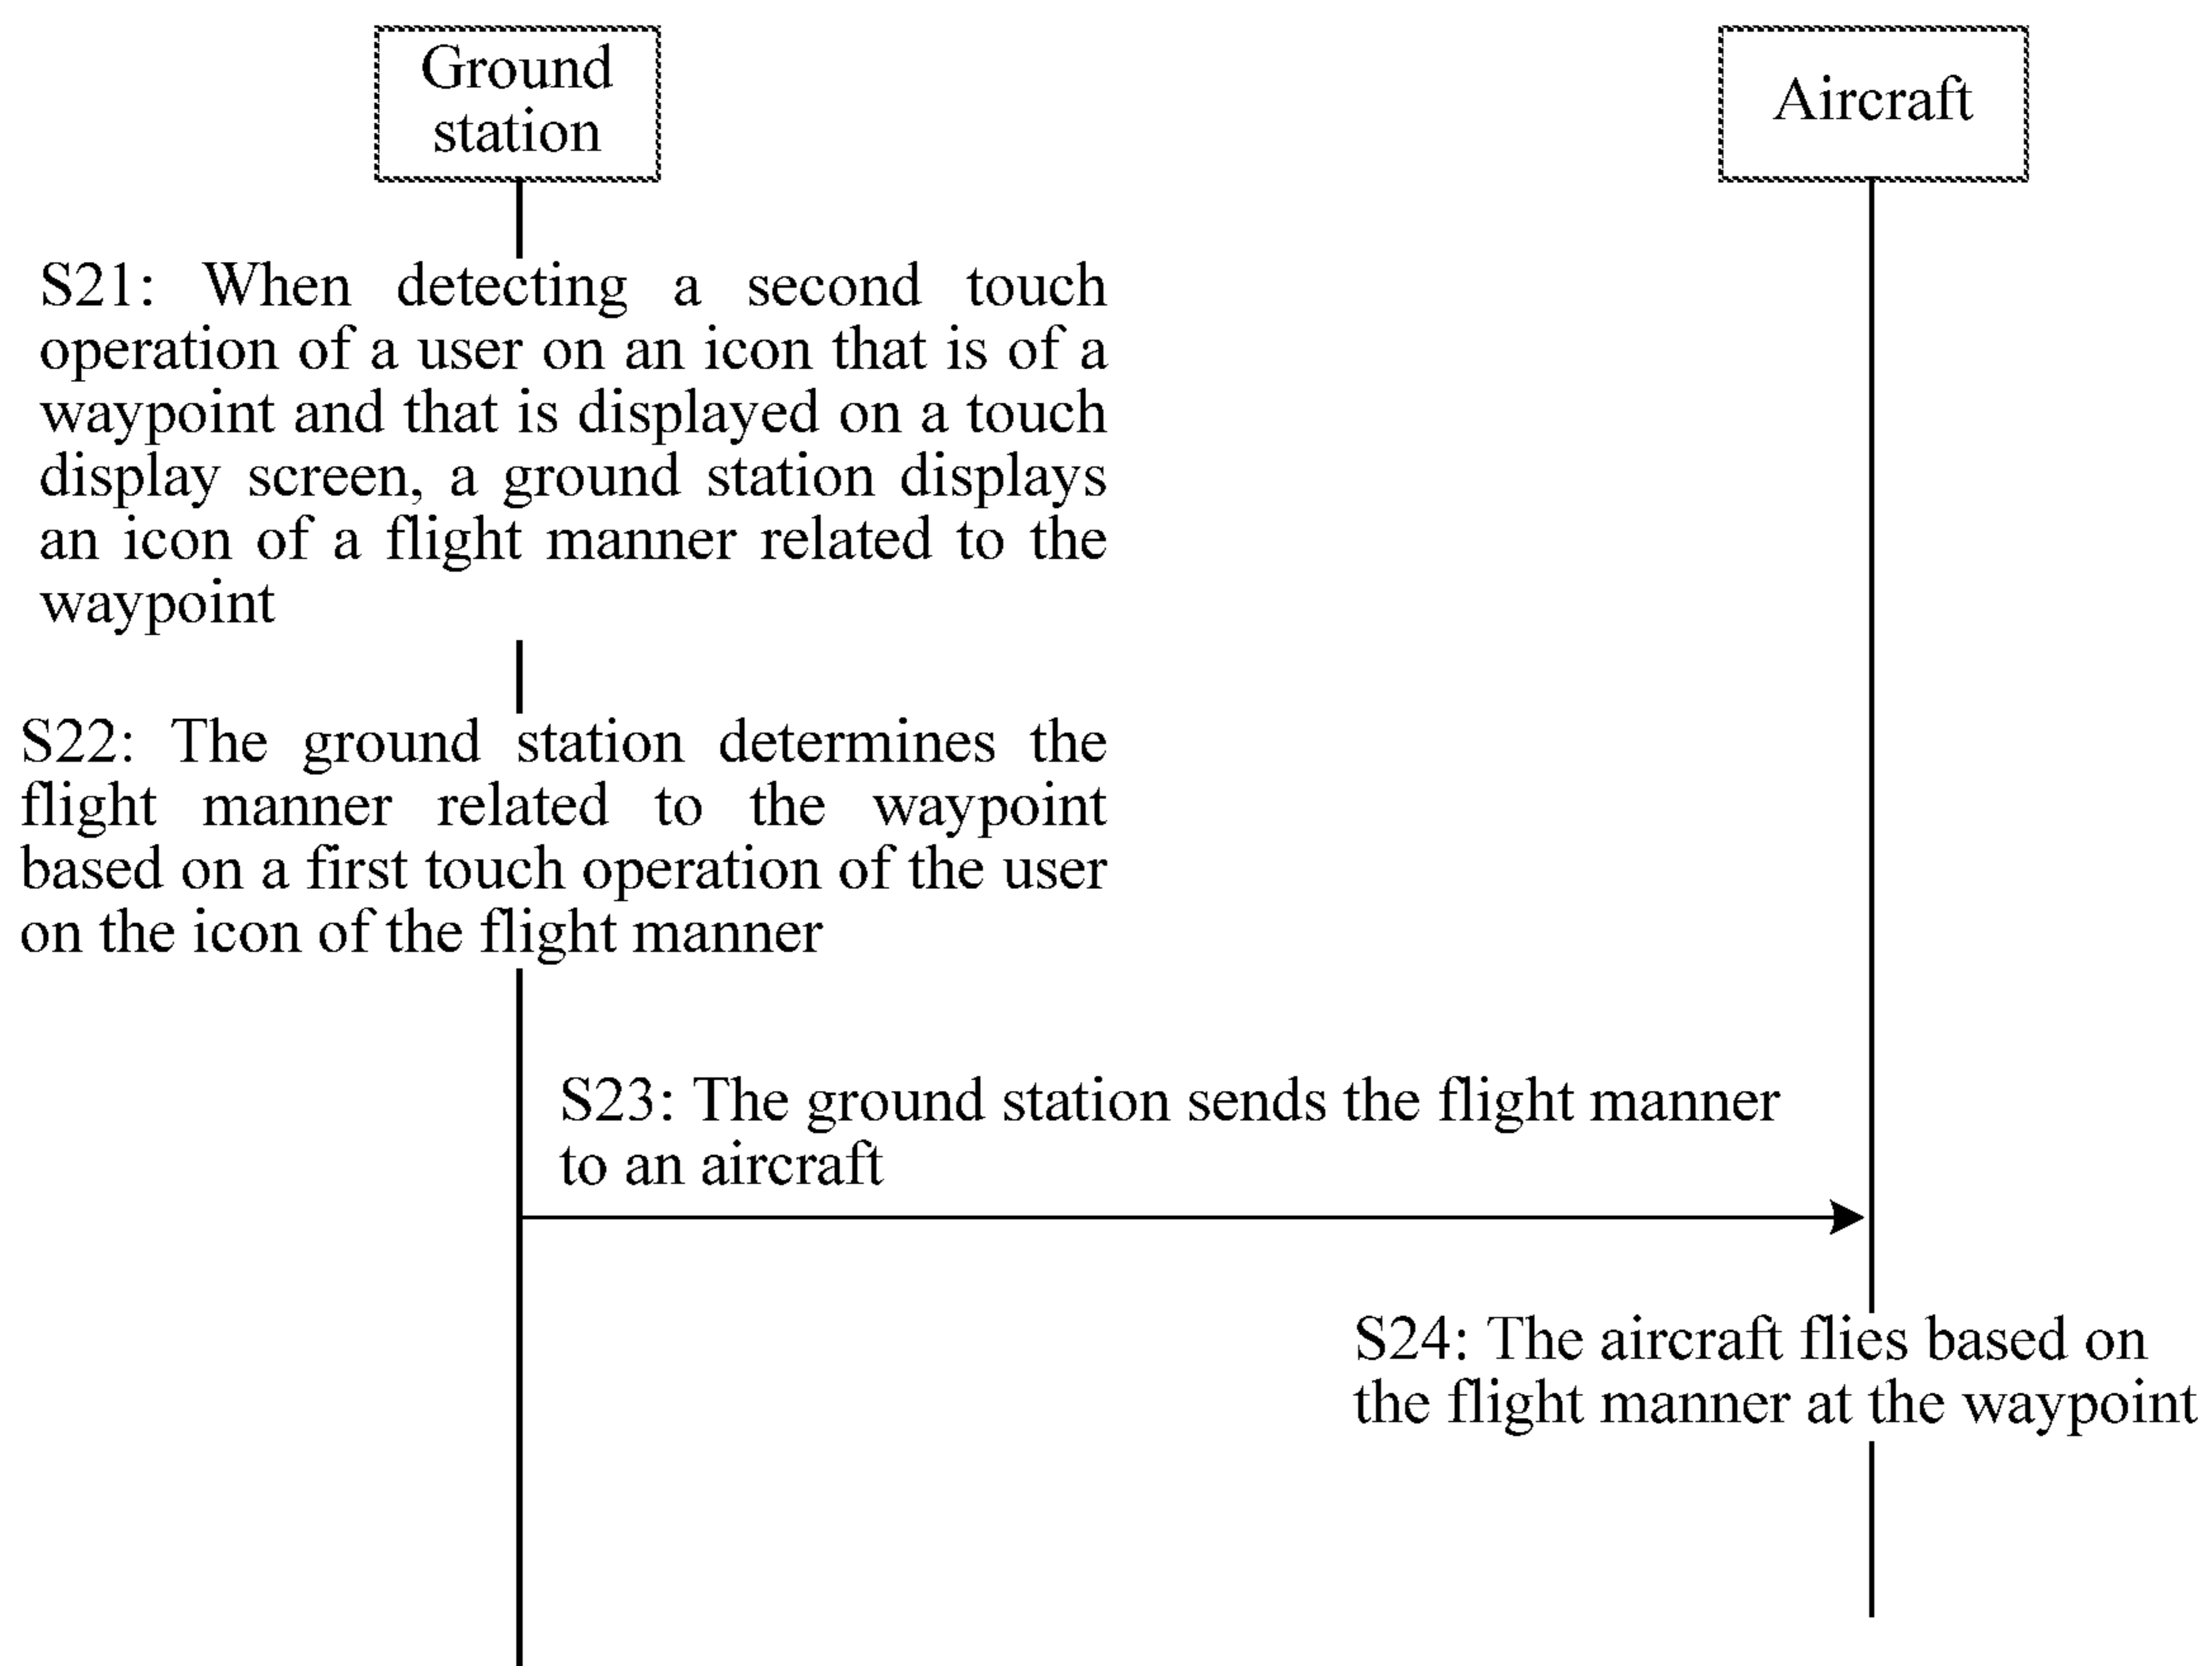 Ground
station
Aircraft
S21: When detecting a second touch
operation of a user on an icon that is of a
waypoint and that is displayed on a touch
display screen, a ground station displays
an icon of a flight manner related to the
waypoint
S22: The ground station determines the
flight manner related to the waypoint
based on a first touch operation of the user
on the icon of the flight manner
S23: The ground station sends the flight manner
to an aircraft
S24: The aircraft flies based on
the flight manner at the waypoint